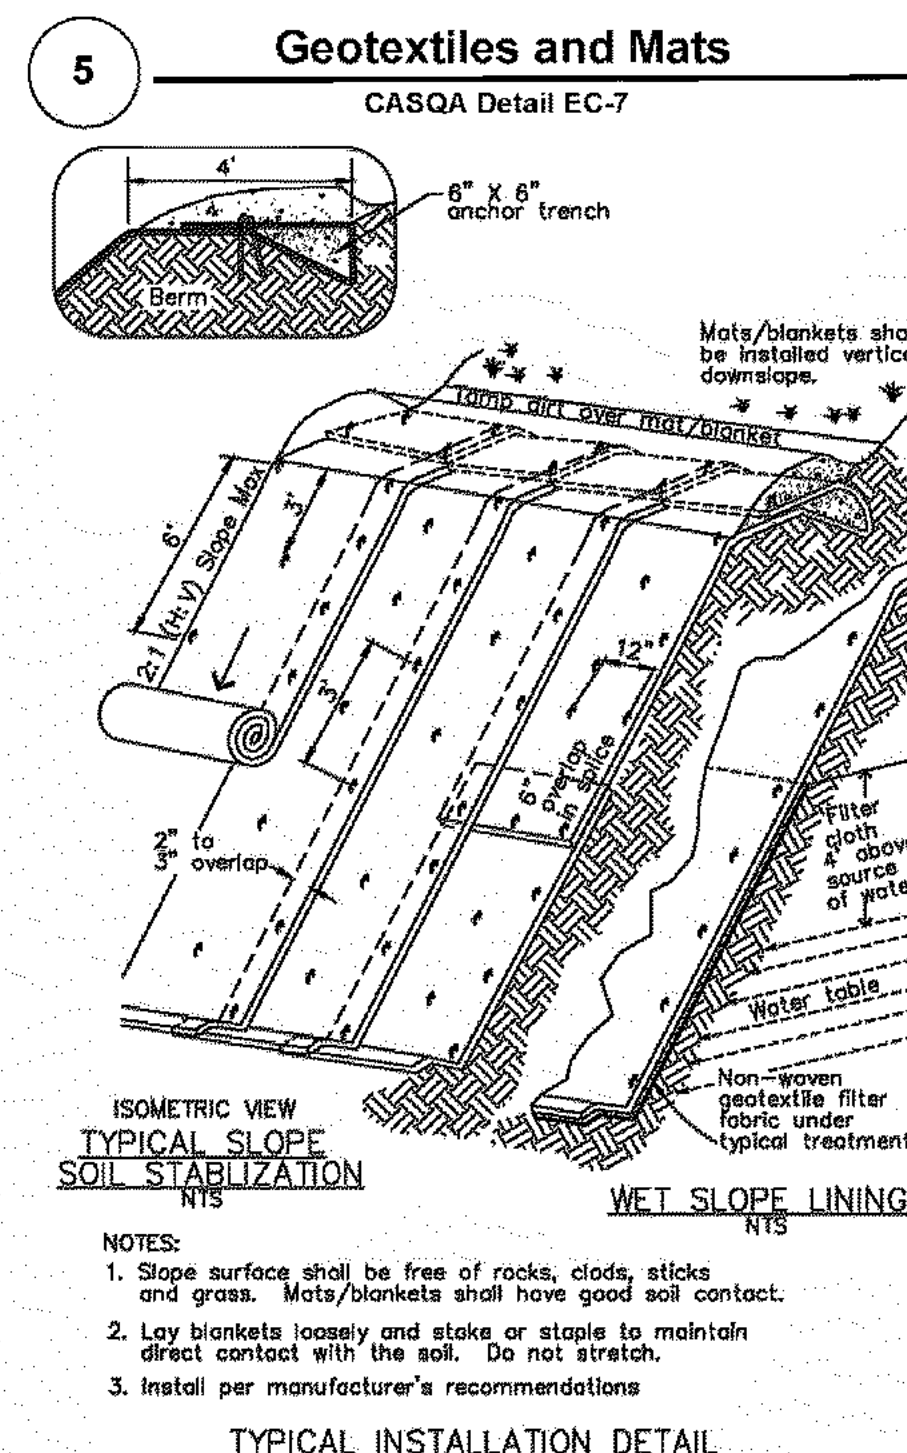 5
Geotextiles and Mats
CASQA Detail EC-7
4'
6" X 6"
anchor trench
Berm
Mats/blankets sha
be installed vertica
downslope.
Tamp dirt over mat/blanket
6'
2:1 (H:V) Slope Max
3'
12"
3'
6"
overlap
in splice
2" to
3" overlap
Filter
cloth
4' above
source
of wate
Water table
Non-woven
geotextile filter
fabric under
typical treatment
ISOMETRIC VIEW
TYPICAL SLOPE
SOIL STABLIZATION
NTS
WET SLOPE LINING
NTS
NOTES:
1. Slope surface shall be free of rocks, clods, sticks
and grass. Mats/blankets shall have good soil contact.
2. Lay blankets loosely and stake or staple to maintain
direct contact with the soil. Do not stretch.
3. Install per manufacturer's recommendations
TYPICAL INSTALLATION DETAIL